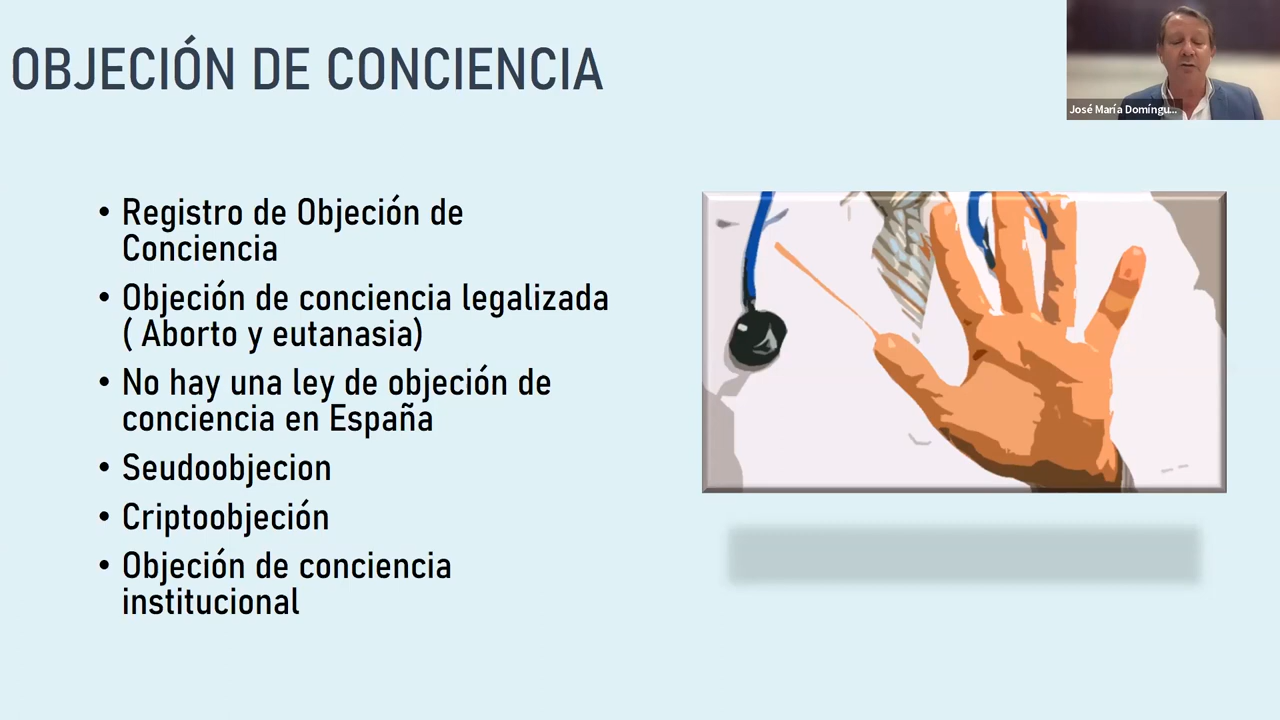 OBJECIÓN DE CONCIENCIA
José María Domíngu...
• Registro de Objeción de
Conciencia
• Objeción de conciencia legalizada
( Aborto y eutanasia)
• No hay una ley de objeción de
conciencia en España
• Seudoobjecion
• Criptoobjeción
• Objeción de conciencia
institucional